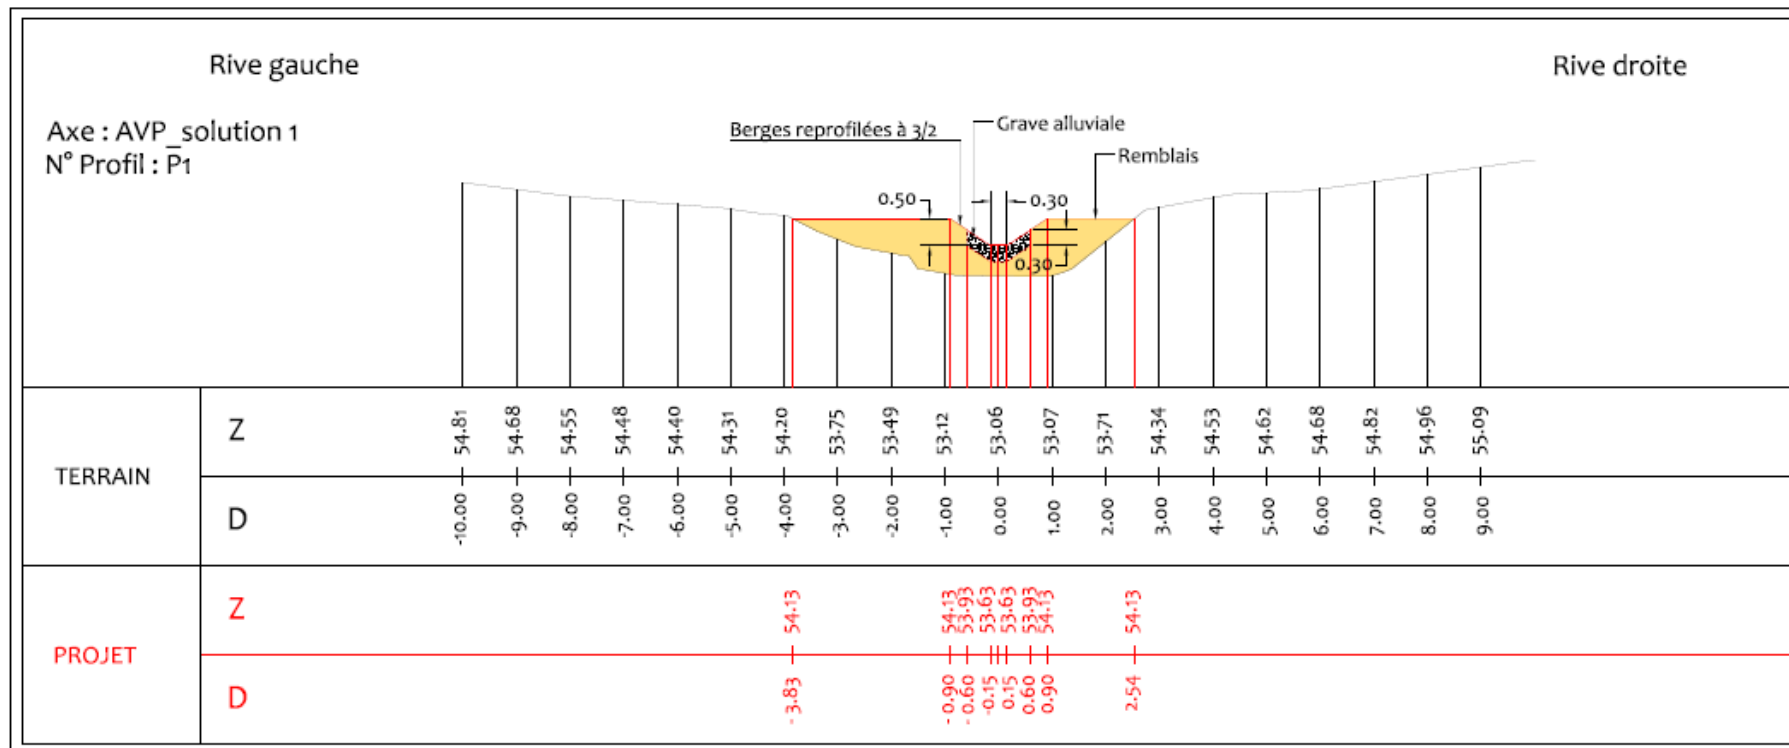 Rive gauche
Rive droite
Axe : AVP_solution 1
N° Profil : P1
Berges reprofilées à 3/2
Grave alluviale
Remblais
0.50
0.30
0.30
TERRAIN
Z
54.81 54.68 54.55 54.48 54.40 54.31 54.20 53.75 53.49 53.12 53.06 53.07 53.71 54.34 54.53 54.62 54.68 54.82 54.96 55.09
D
-10.00 -9.00 -8.00 -7.00 -6.00 -5.00 -4.00 -3.00 -2.00 -1.00 0.00 1.00 2.00 3.00 4.00 5.00 6.00 7.00 8.00 9.00
PROJET
Z
54.13 54.13 53.93 53.63 53.63 53.93 54.13 54.13
D
- 3.83 - 0.90 - 0.60 -0.15 0.15 0.60 0.90 2.54